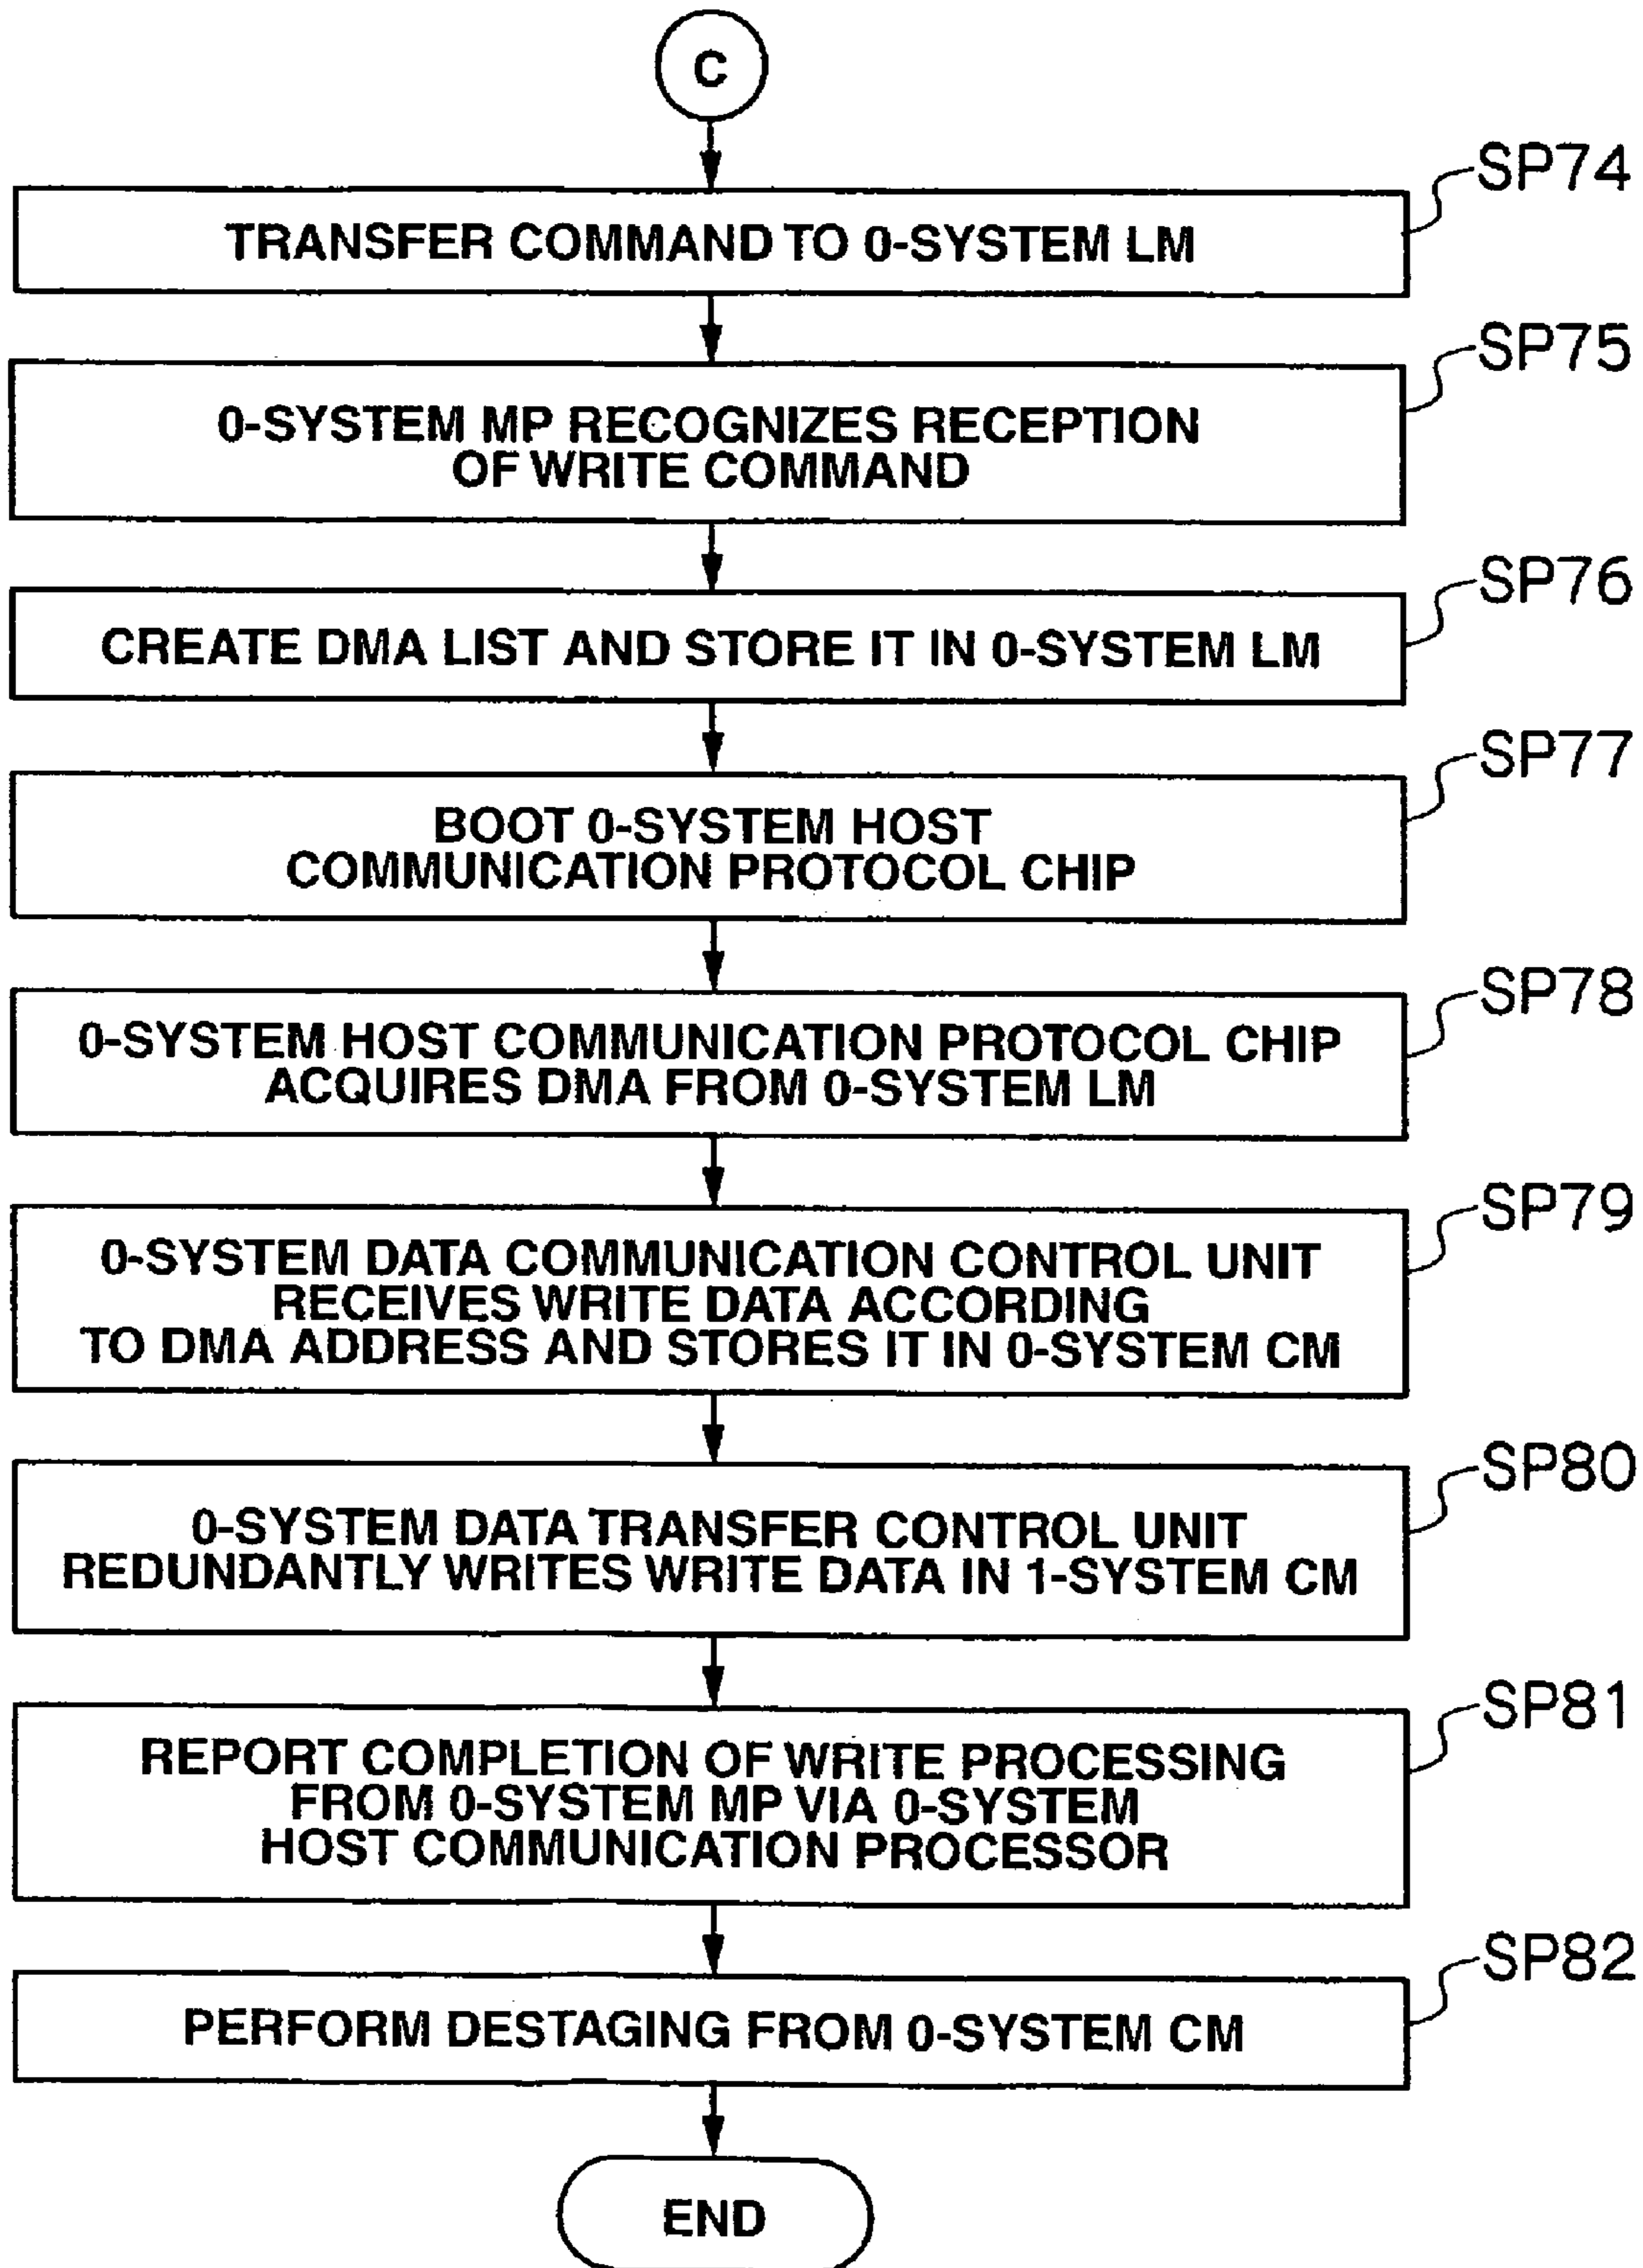 C
SP74
TRANSFER COMMAND TO 0-SYSTEM LM
SP75
0-SYSTEM MP RECOGNIZES RECEPTION
OF WRITE COMMAND
SP76
CREATE DMA LIST AND STORE IT IN 0-SYSTEM LM
SP77
BOOT 0-SYSTEM HOST
COMMUNICATION PROTOCOL CHIP
SP78
0-SYSTEM HOST COMMUNICATION PROTOCOL CHIP
ACQUIRES DMA FROM 0-SYSTEM LM
SP79
0-SYSTEM DATA COMMUNICATION CONTROL UNIT
RECEIVES WRITE DATA ACCORDING
TO DMA ADDRESS AND STORES IT IN 0-SYSTEM CM
SP80
0-SYSTEM DATA TRANSFER CONTROL UNIT
REDUNDANTLY WRITES WRITE DATA IN 1-SYSTEM CM
SP81
REPORT COMPLETION OF WRITE PROCESSING
FROM 0-SYSTEM MP VIA 0-SYSTEM
HOST COMMUNICATION PROCESSOR
SP82
PERFORM DESTAGING FROM 0-SYSTEM CM
END